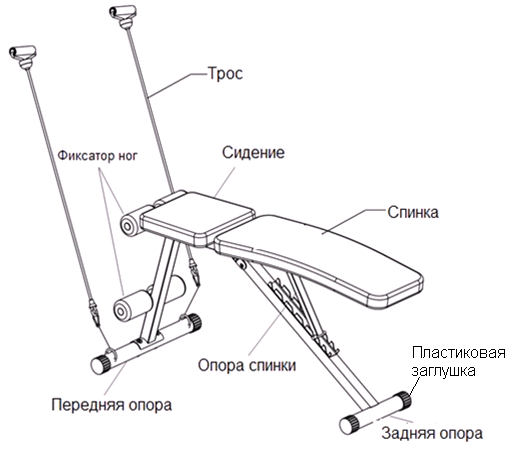 Трос
Фиксатор ног
Сидение
Спинка
Опора спинки
Пластиковая
заглушка
Передняя опора
Задняя опора